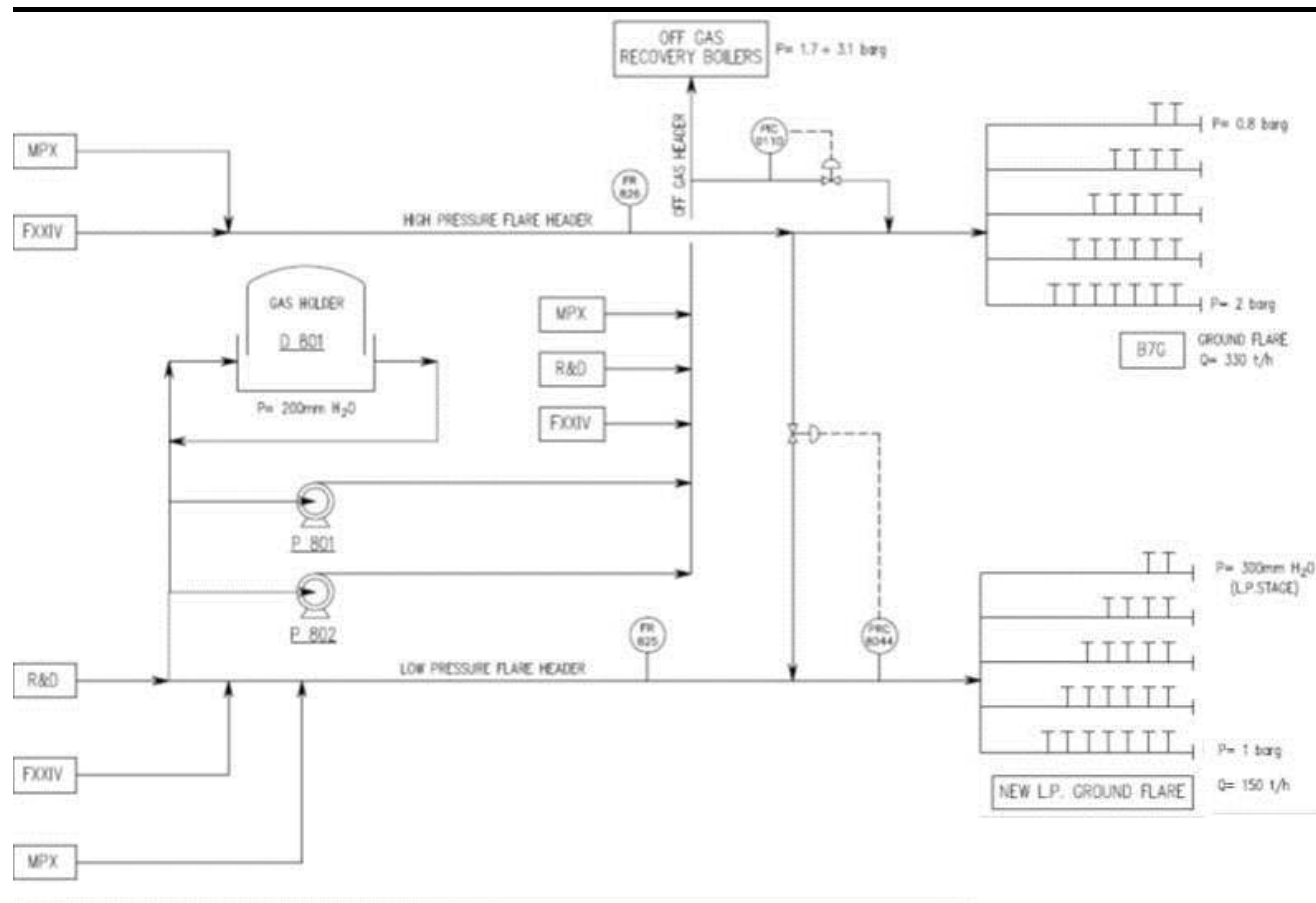 OFF GAS
RECOVERY BOILERS
P= 1.7 ÷ 3.1 barg
MPX
PIC
0110
P= 0.8 barg
OFF GAS HEADER
FR
826
FXXIV
HIGH PRESSURE FLARE HEADER
GAS HOLDER
D 801
P= 200mm H₂O
MPX
R&D
FXXIV
P= 2 barg
B7G
GROUND FLARE
Q= 330 t/h
P 801
P 802
FR
825
PRC
8044
P= 300mm H₂O
(L.P.STAGE)
R&D
LOW PRESSURE FLARE HEADER
FXXIV
P= 1 barg
NEW L.P. GROUND FLARE
Q= 150 t/h
MPX